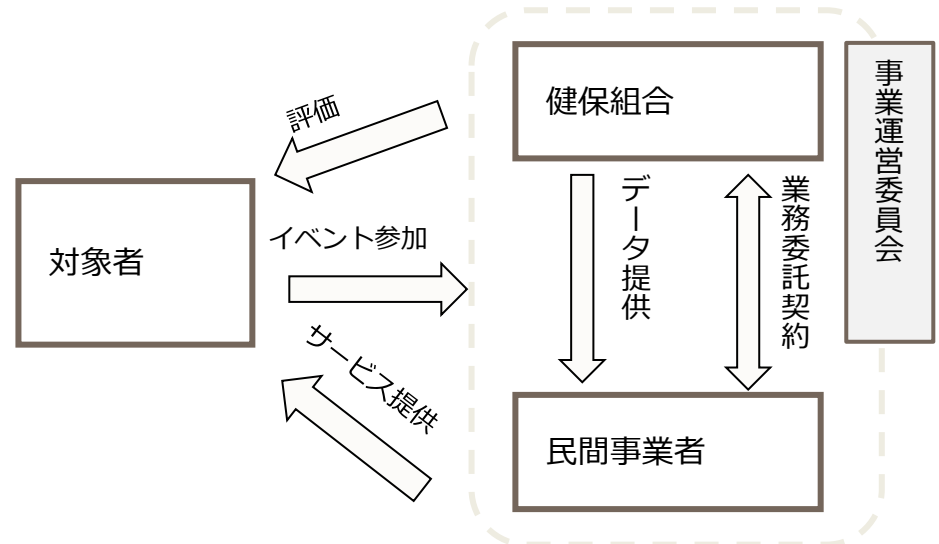 健保組合
事業運営委員会
評価
データ提供
業務委託契約
対象者
イベント参加
サービス提供
民間事業者